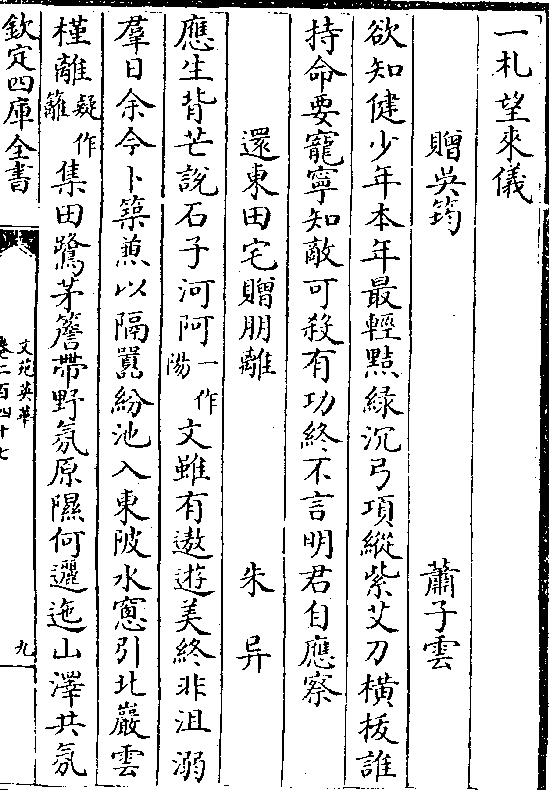 一札望來儀
贈吳筠 蕭子雲
欲知健少年本年最輕黠綠沉弓項縱紫艾刀橫拔誰
持命要寵寧知敵可殺有功終不言明君自應察
還東田宅贈朋離 朱异
應生背芒說石子河阿一作陽文雖有遨遊美終非沮溺
羣日余今卜築兼以隔囂紛池入東陂水窓引北巖雲
槿離疑作籬集田鷺茅簷帶野氛原隰何邐迤山澤共氛
欽定四庫全書
文苑英華
卷二百四十七
九